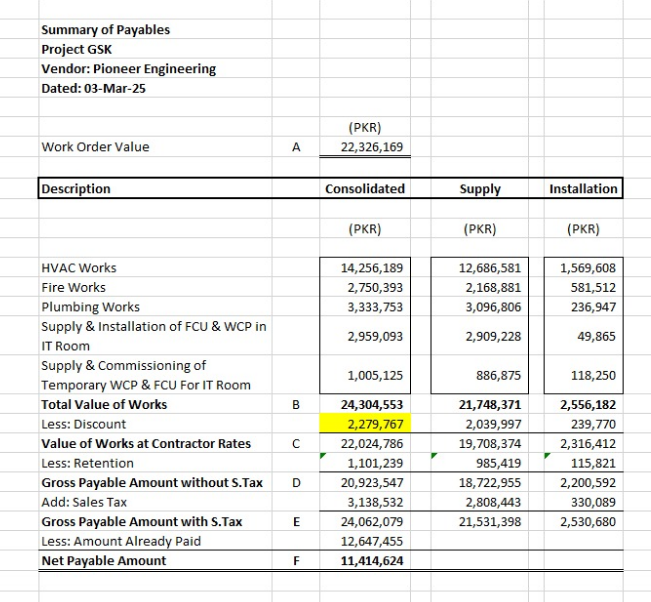 Summary of Payables
Project GSK
Vendor: Pioneer Engineering
Dated: 03-Mar-25
(PKR)
Work Order Value A 22,326,169
Description Consolidated Supply Installation
(PKR) (PKR) (PKR)
HVAC Works 14,256,189 12,686,581 1,569,608
Fire Works 2,750,393 2,168,881 581,512
Plumbing Works 3,333,753 3,096,806 236,947
Supply & Installation of FCU & WCP in
IT Room 2,959,093 2,909,228 49,865
Supply & Commissioning of
Temporary WCP & FCU For IT Room 1,005,125 886,875 118,250
Total Value of Works B 24,304,553 21,748,371 2,556,182
Less: Discount 2,279,767 2,039,997 239,770
Value of Works at Contractor Rates C 22,024,786 19,708,374 2,316,412
Less: Retention 1,101,239 985,419 115,821
Gross Payable Amount without S.Tax D 20,923,547 18,722,955 2,200,592
Add: Sales Tax 3,138,532 2,808,443 330,089
Gross Payable Amount with S.Tax E 24,062,079 21,531,398 2,530,680
Less: Amount Already Paid 12,647,455
Net Payable Amount F 11,414,624